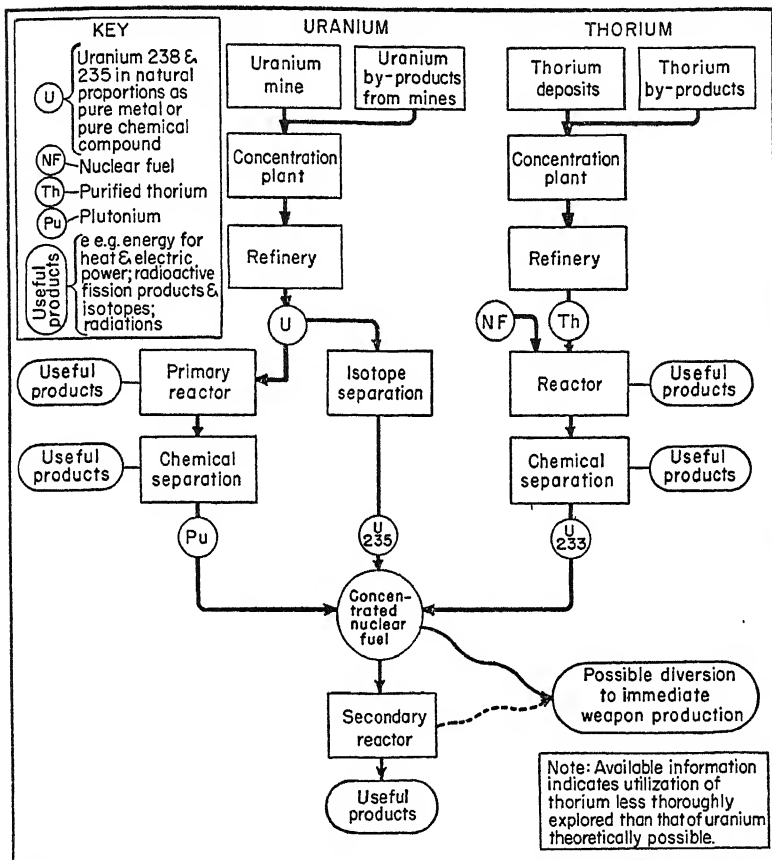 KEY
Uranium 238 &
235 in natural
proportions as
pure metal or
pure chemical
compound
U
NF
Nuclear fuel
Th
Purified thorium
Pu
Plutonium
Useful
products
e e.g. energy for
heat & electric
power; radioactive
fission products &
isotopes;
radiations
URANIUM
Uranium
mine
Uranium
by-products
from mines
Concentration
plant
Refinery
U
Useful
products
Primary
reactor
Isotope
separation
Useful
products
Chemical
separation
Pu
U
235
THORIUM
Thorium
deposits
Thorium
by-products
Concentration
plant
Refinery
NF
Th
Reactor
Useful
products
Chemical
separation
Useful
products
U
233
Concen-
trated
nuclear
fuel
Secondary
reactor
Useful
products
Possible diversion
to immediate
weapon production
Note: Available information
indicates utilization of
thorium less thoroughly
explored than that of uranium
theoretically possible.